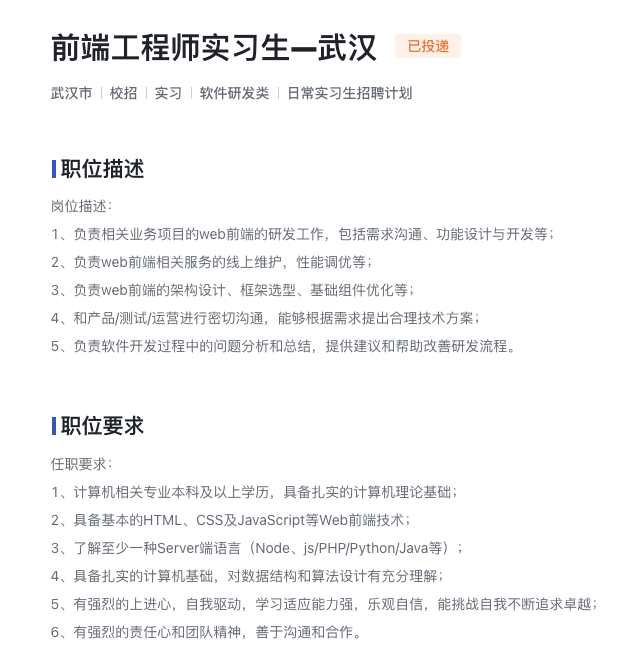 前端工程师实习生—武汉 已投递
武汉市 | 校招 | 实习 | 软件研发类 | 日常实习生招聘计划
职位描述
岗位描述：
1、负责相关业务项目的web前端的研发工作，包括需求沟通、功能设计与开发等；
2、负责web前端相关服务的线上维护，性能调优等；
3、负责web前端的架构设计、框架选型、基础组件优化等；
4、和产品/测试/运营进行密切沟通，能够根据需求提出合理技术方案；
5、负责软件开发过程中的问题分析和总结，提供建议和帮助改善研发流程。
职位要求
任职要求：
1、计算机相关专业本科及以上学历，具备扎实的计算机理论基础；
2、具备基本的HTML、CSS及JavaScript等Web前端技术；
3、了解至少一种Server端语言（Node、js/PHP/Python/Java等）；
4、具备扎实的计算机基础，对数据结构和算法设计有充分理解；
5、有强烈的上进心，自我驱动，学习适应能力强，乐观自信，能挑战自我不断追求卓越；
6、有强烈的责任心和团队精神，善于沟通和合作。